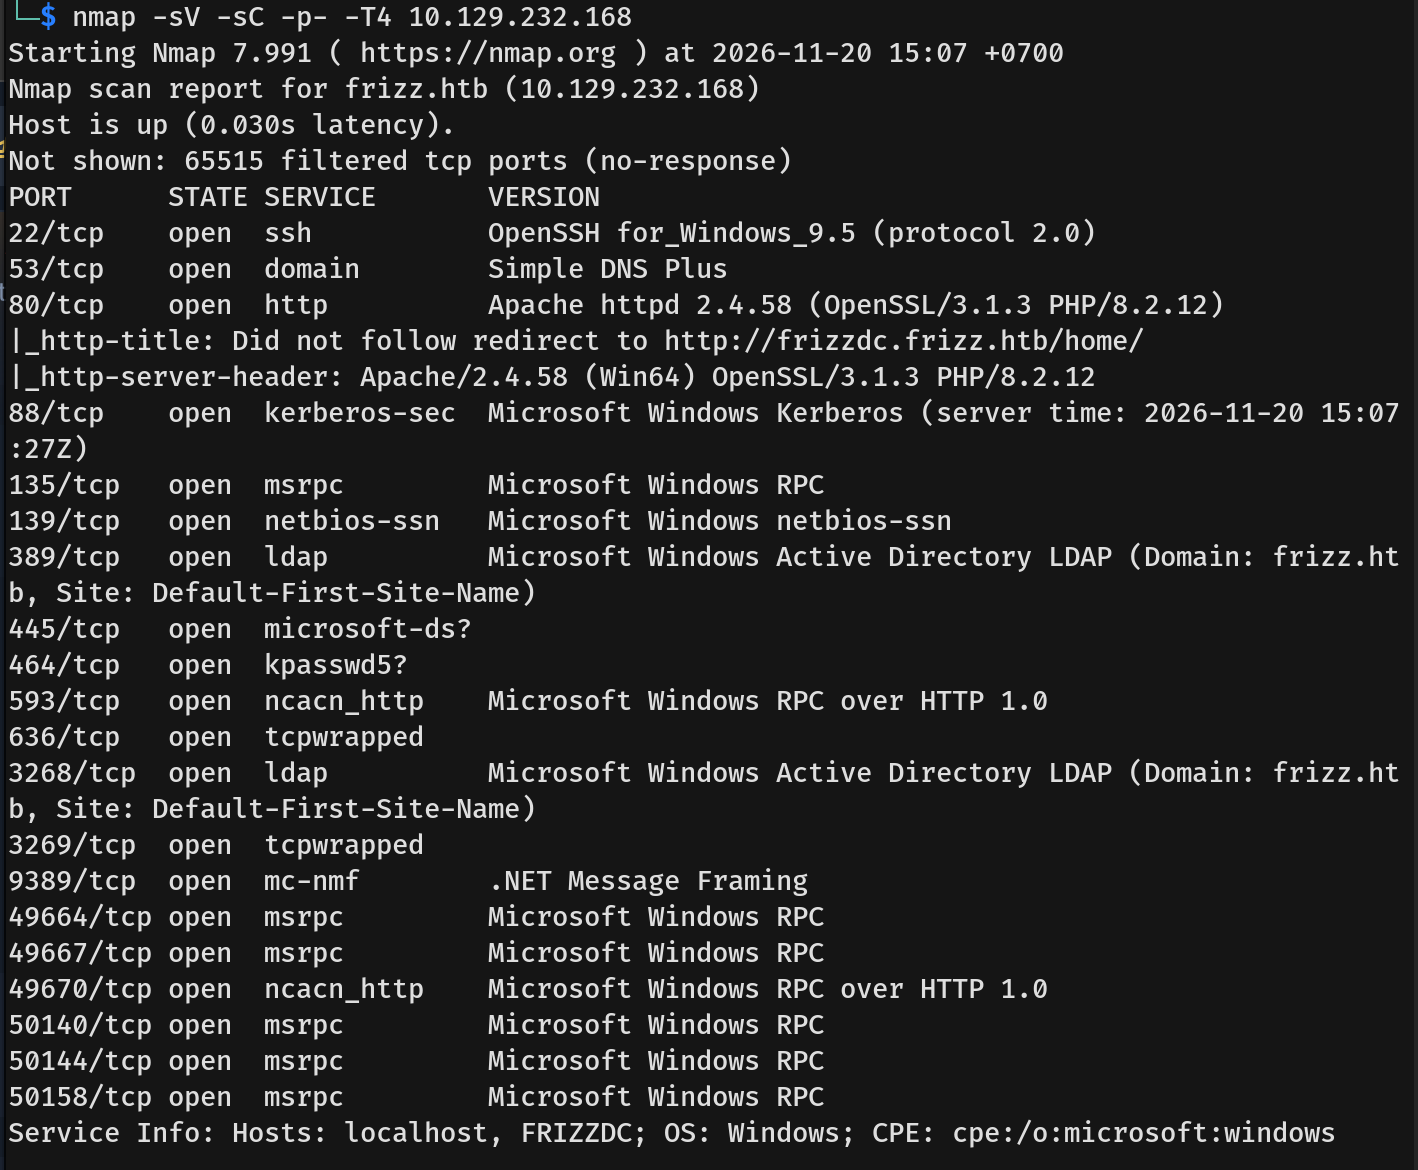 └─$ nmap -sV -sC -p- -T4 10.129.232.168
Starting Nmap 7.991 ( https://nmap.org ) at 2026-11-20 15:07 +0700
Nmap scan report for frizz.htb (10.129.232.168)
Host is up (0.030s latency).
Not shown: 65515 filtered tcp ports (no-response)
PORT      STATE SERVICE       VERSION
22/tcp    open  ssh           OpenSSH for_Windows_9.5 (protocol 2.0)
53/tcp    open  domain        Simple DNS Plus
80/tcp    open  http          Apache httpd 2.4.58 (OpenSSL/3.1.3 PHP/8.2.12)
|_http-title: Did not follow redirect to http://frizzdc.frizz.htb/home/
|_http-server-header: Apache/2.4.58 (Win64) OpenSSL/3.1.3 PHP/8.2.12
88/tcp    open  kerberos-sec  Microsoft Windows Kerberos (server time: 2026-11-20 15:07
:27Z)
135/tcp   open  msrpc         Microsoft Windows RPC
139/tcp   open  netbios-ssn   Microsoft Windows netbios-ssn
389/tcp   open  ldap          Microsoft Windows Active Directory LDAP (Domain: frizz.ht
b, Site: Default-First-Site-Name)
445/tcp   open  microsoft-ds?
464/tcp   open  kpasswd5?
593/tcp   open  ncacn_http    Microsoft Windows RPC over HTTP 1.0
636/tcp   open  tcpwrapped
3268/tcp  open  ldap          Microsoft Windows Active Directory LDAP (Domain: frizz.ht
b, Site: Default-First-Site-Name)
3269/tcp  open  tcpwrapped
9389/tcp  open  mc-nmf        .NET Message Framing
49664/tcp open  msrpc         Microsoft Windows RPC
49667/tcp open  msrpc         Microsoft Windows RPC
49670/tcp open  ncacn_http    Microsoft Windows RPC over HTTP 1.0
50140/tcp open  msrpc         Microsoft Windows RPC
50144/tcp open  msrpc         Microsoft Windows RPC
50158/tcp open  msrpc         Microsoft Windows RPC
Service Info: Hosts: localhost, FRIZZDC; OS: Windows; CPE: cpe:/o:microsoft:windows